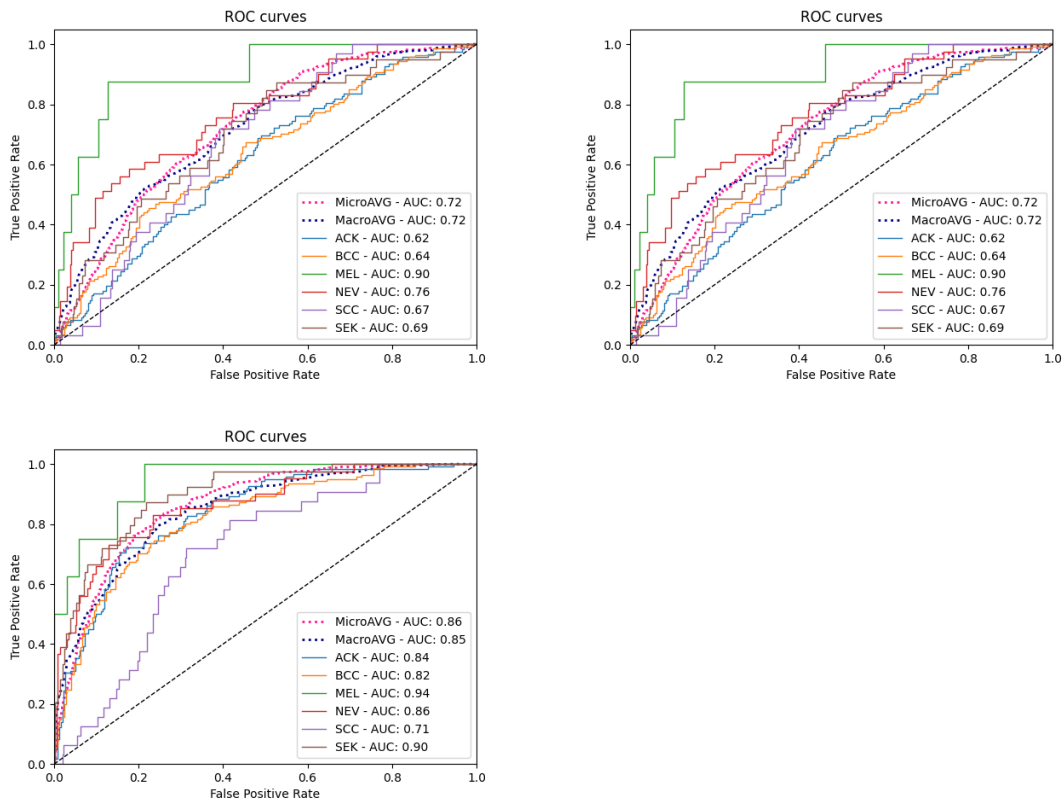 ROC curves
1.0
0.8
0.6
0.4
0.2
0.0
True Positive Rate
MicroAVG - AUC: 0.72
MacroAVG - AUC: 0.72
ACK - AUC: 0.62
BCC - AUC: 0.64
MEL - AUC: 0.90
NEV - AUC: 0.76
SCC - AUC: 0.67
SEK - AUC: 0.69
0.0 0.2 0.4 0.6 0.8 1.0
False Positive Rate
ROC curves
1.0
0.8
0.6
0.4
0.2
0.0
True Positive Rate
MicroAVG - AUC: 0.72
MacroAVG - AUC: 0.72
ACK - AUC: 0.62
BCC - AUC: 0.64
MEL - AUC: 0.90
NEV - AUC: 0.76
SCC - AUC: 0.67
SEK - AUC: 0.69
0.0 0.2 0.4 0.6 0.8 1.0
False Positive Rate
ROC curves
1.0
0.8
0.6
0.4
0.2
0.0
True Positive Rate
MicroAVG - AUC: 0.86
MacroAVG - AUC: 0.85
ACK - AUC: 0.84
BCC - AUC: 0.82
MEL - AUC: 0.94
NEV - AUC: 0.86
SCC - AUC: 0.71
SEK - AUC: 0.90
0.0 0.2 0.4 0.6 0.8 1.0
False Positive Rate